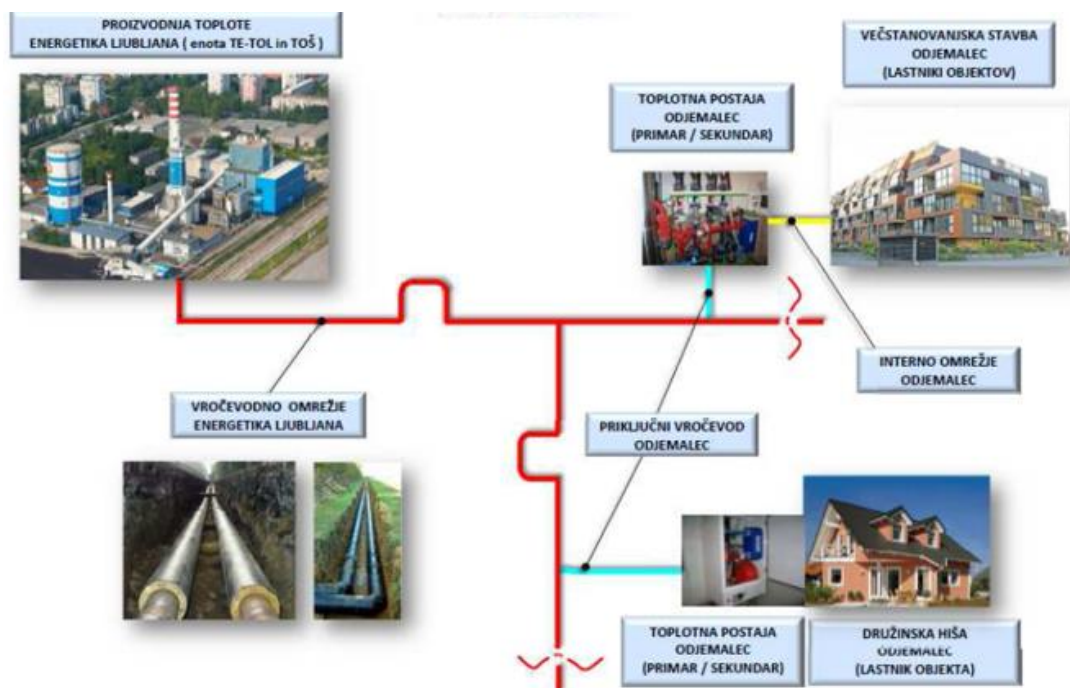 PROIZVODNJA TOPLOTE
ENERGETIKA LJUBLJANA ( enota TE-TOL in TOŠ )
VEČSTANOVANJSKA STAVBA
ODJEMALEC
(LASTNIKI OBJEKTOV)
TOPLOTNA POSTAJA
ODJEMALEC
(PRIMAR / SEKUNDAR)
INTERNO OMREŽJE
ODJEMALEC
VROČEVODNO OMREŽJE
ENERGETIKA LJUBLJANA
PRIKLJUČNI VROČEVOD
ODJEMALEC
TOPLOTNA POSTAJA
ODJEMALEC
(PRIMAR / SEKUNDAR)
DRUŽINSKA HIŠA
ODJEMALEC
(LASTNIK OBJEKTA)